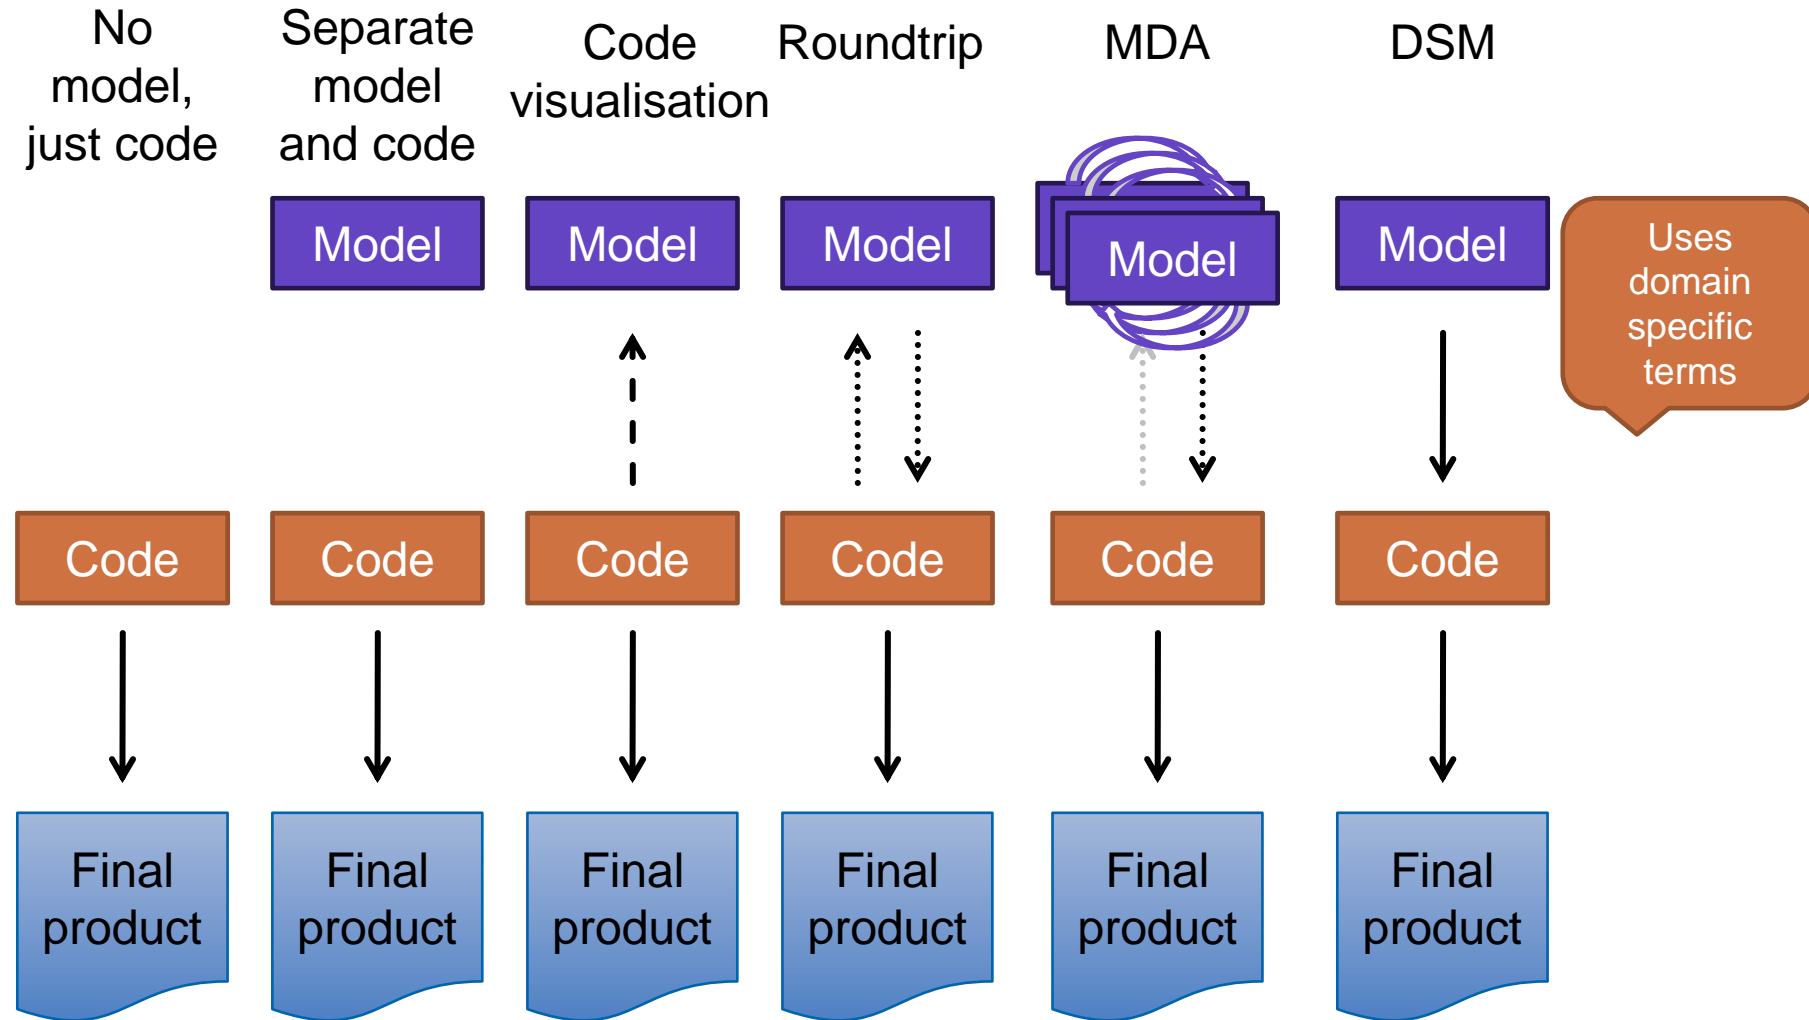 No
model,
just code
Separate
model
and code
Code
visualisation
Roundtrip
MDA
DSM
Model
Model
Model
Model
Model
Uses
domain
specific
terms
Code
Code
Code
Code
Code
Code
Final
product
Final
product
Final
product
Final
product
Final
product
Final
product